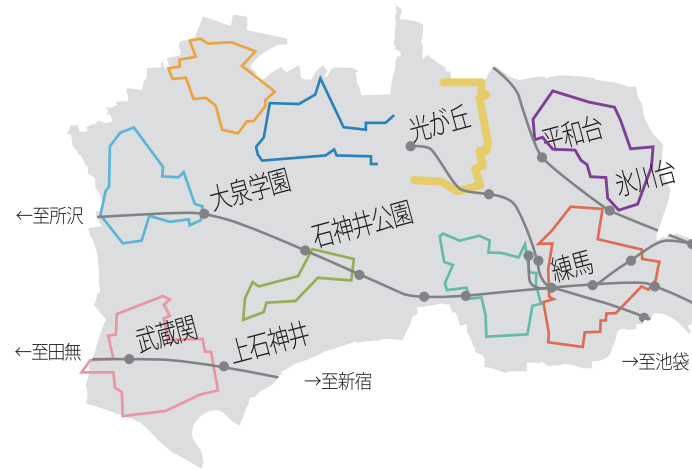 光が丘
平和台
氷川台
大泉学園
←至所沢
石神井公園
練馬
武蔵関
上石神井
←至田無
→至新宿
→至池袋